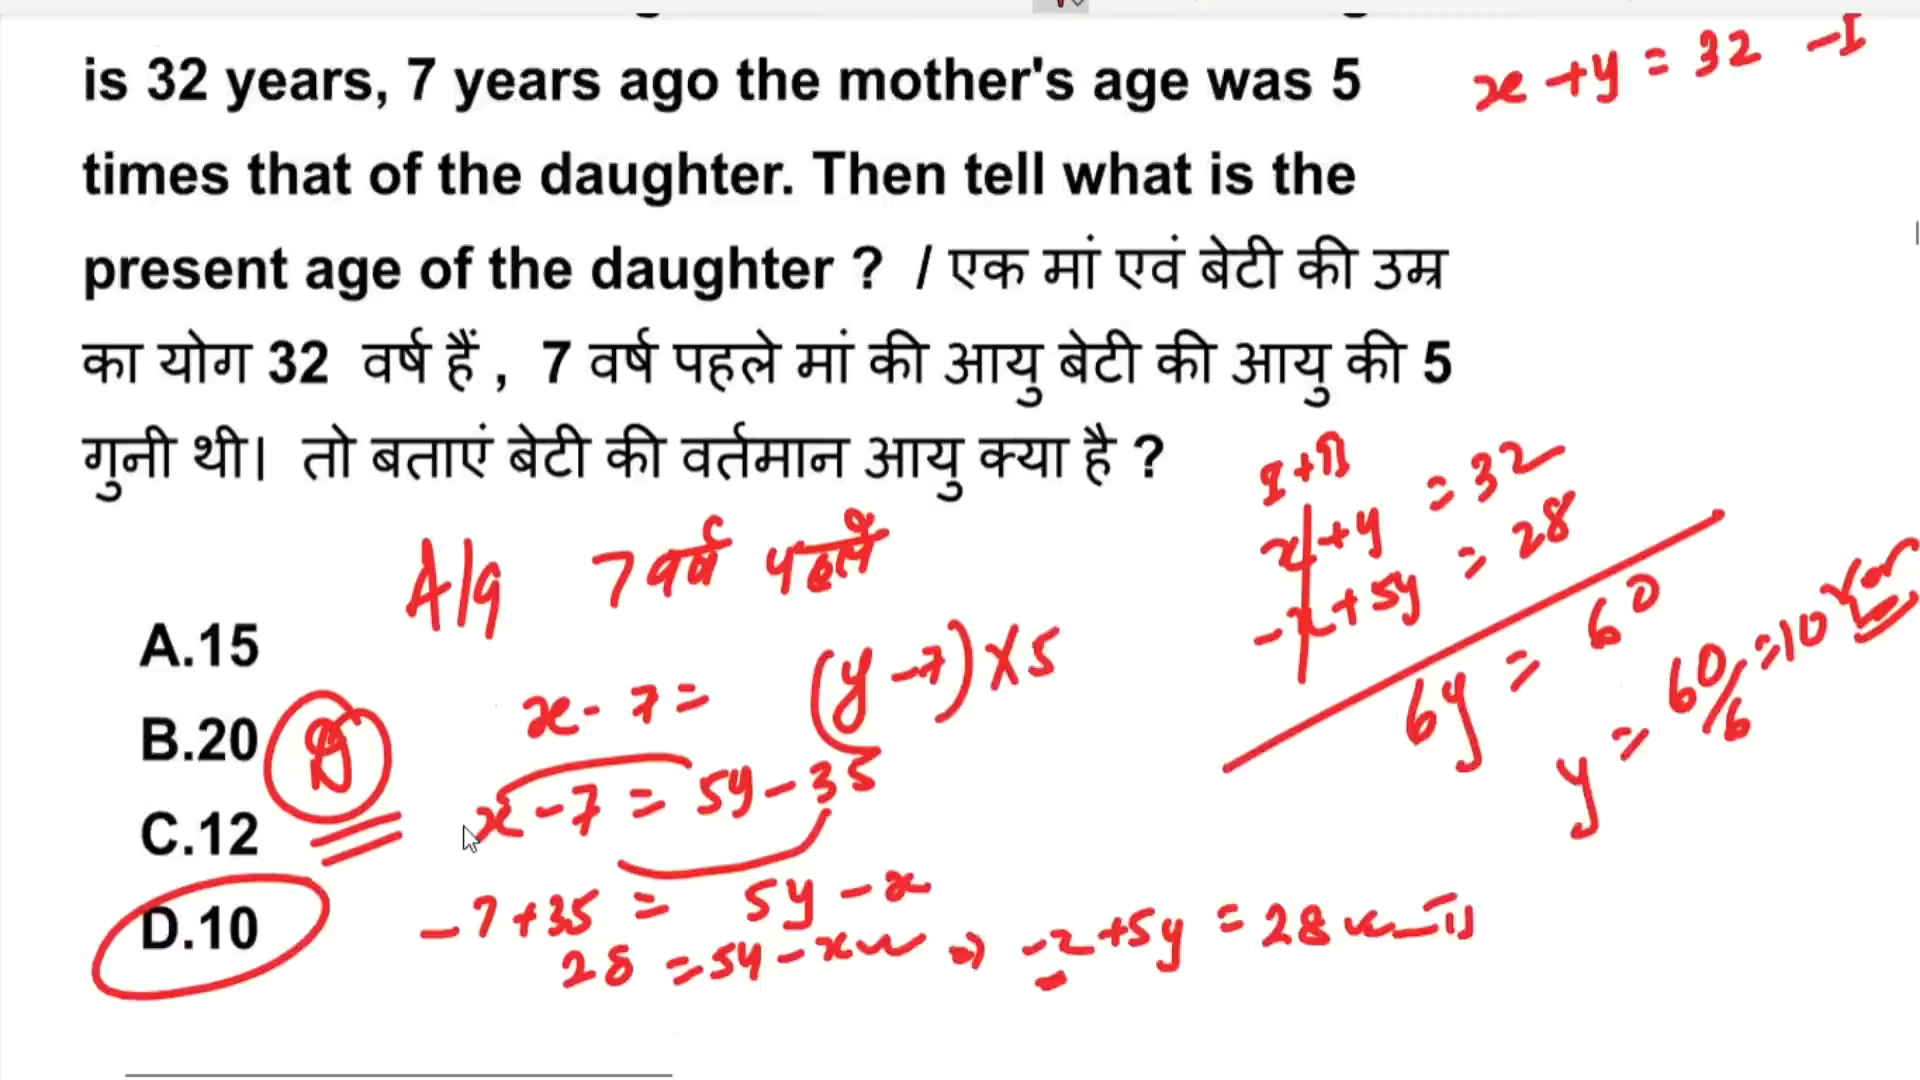 is 32 years, 7 years ago the mother's age was 5
times that of the daughter. Then tell what is the
present age of the daughter ? / एक मां एवं बेटी की उम्र
का योग 32 वर्ष हैं , 7 वर्ष पहले मां की आयु बेटी की आयु की 5
गुनी थी। तो बताएं बेटी की वर्तमान आयु क्या है ?
x + y = 32 - I
A/q 7 वर्ष पहले
A.15
B.20
C.12
D.10
D
x - 7 = (y - 7) × 5
x - 7 = 5y - 35
- 7 + 35 = 5y - x
28 = 5y - x ⇒ -x + 5y = 28 - II
I + II
x + y = 32
-x + 5y = 28
6y = 60
y = 60/6 = 10